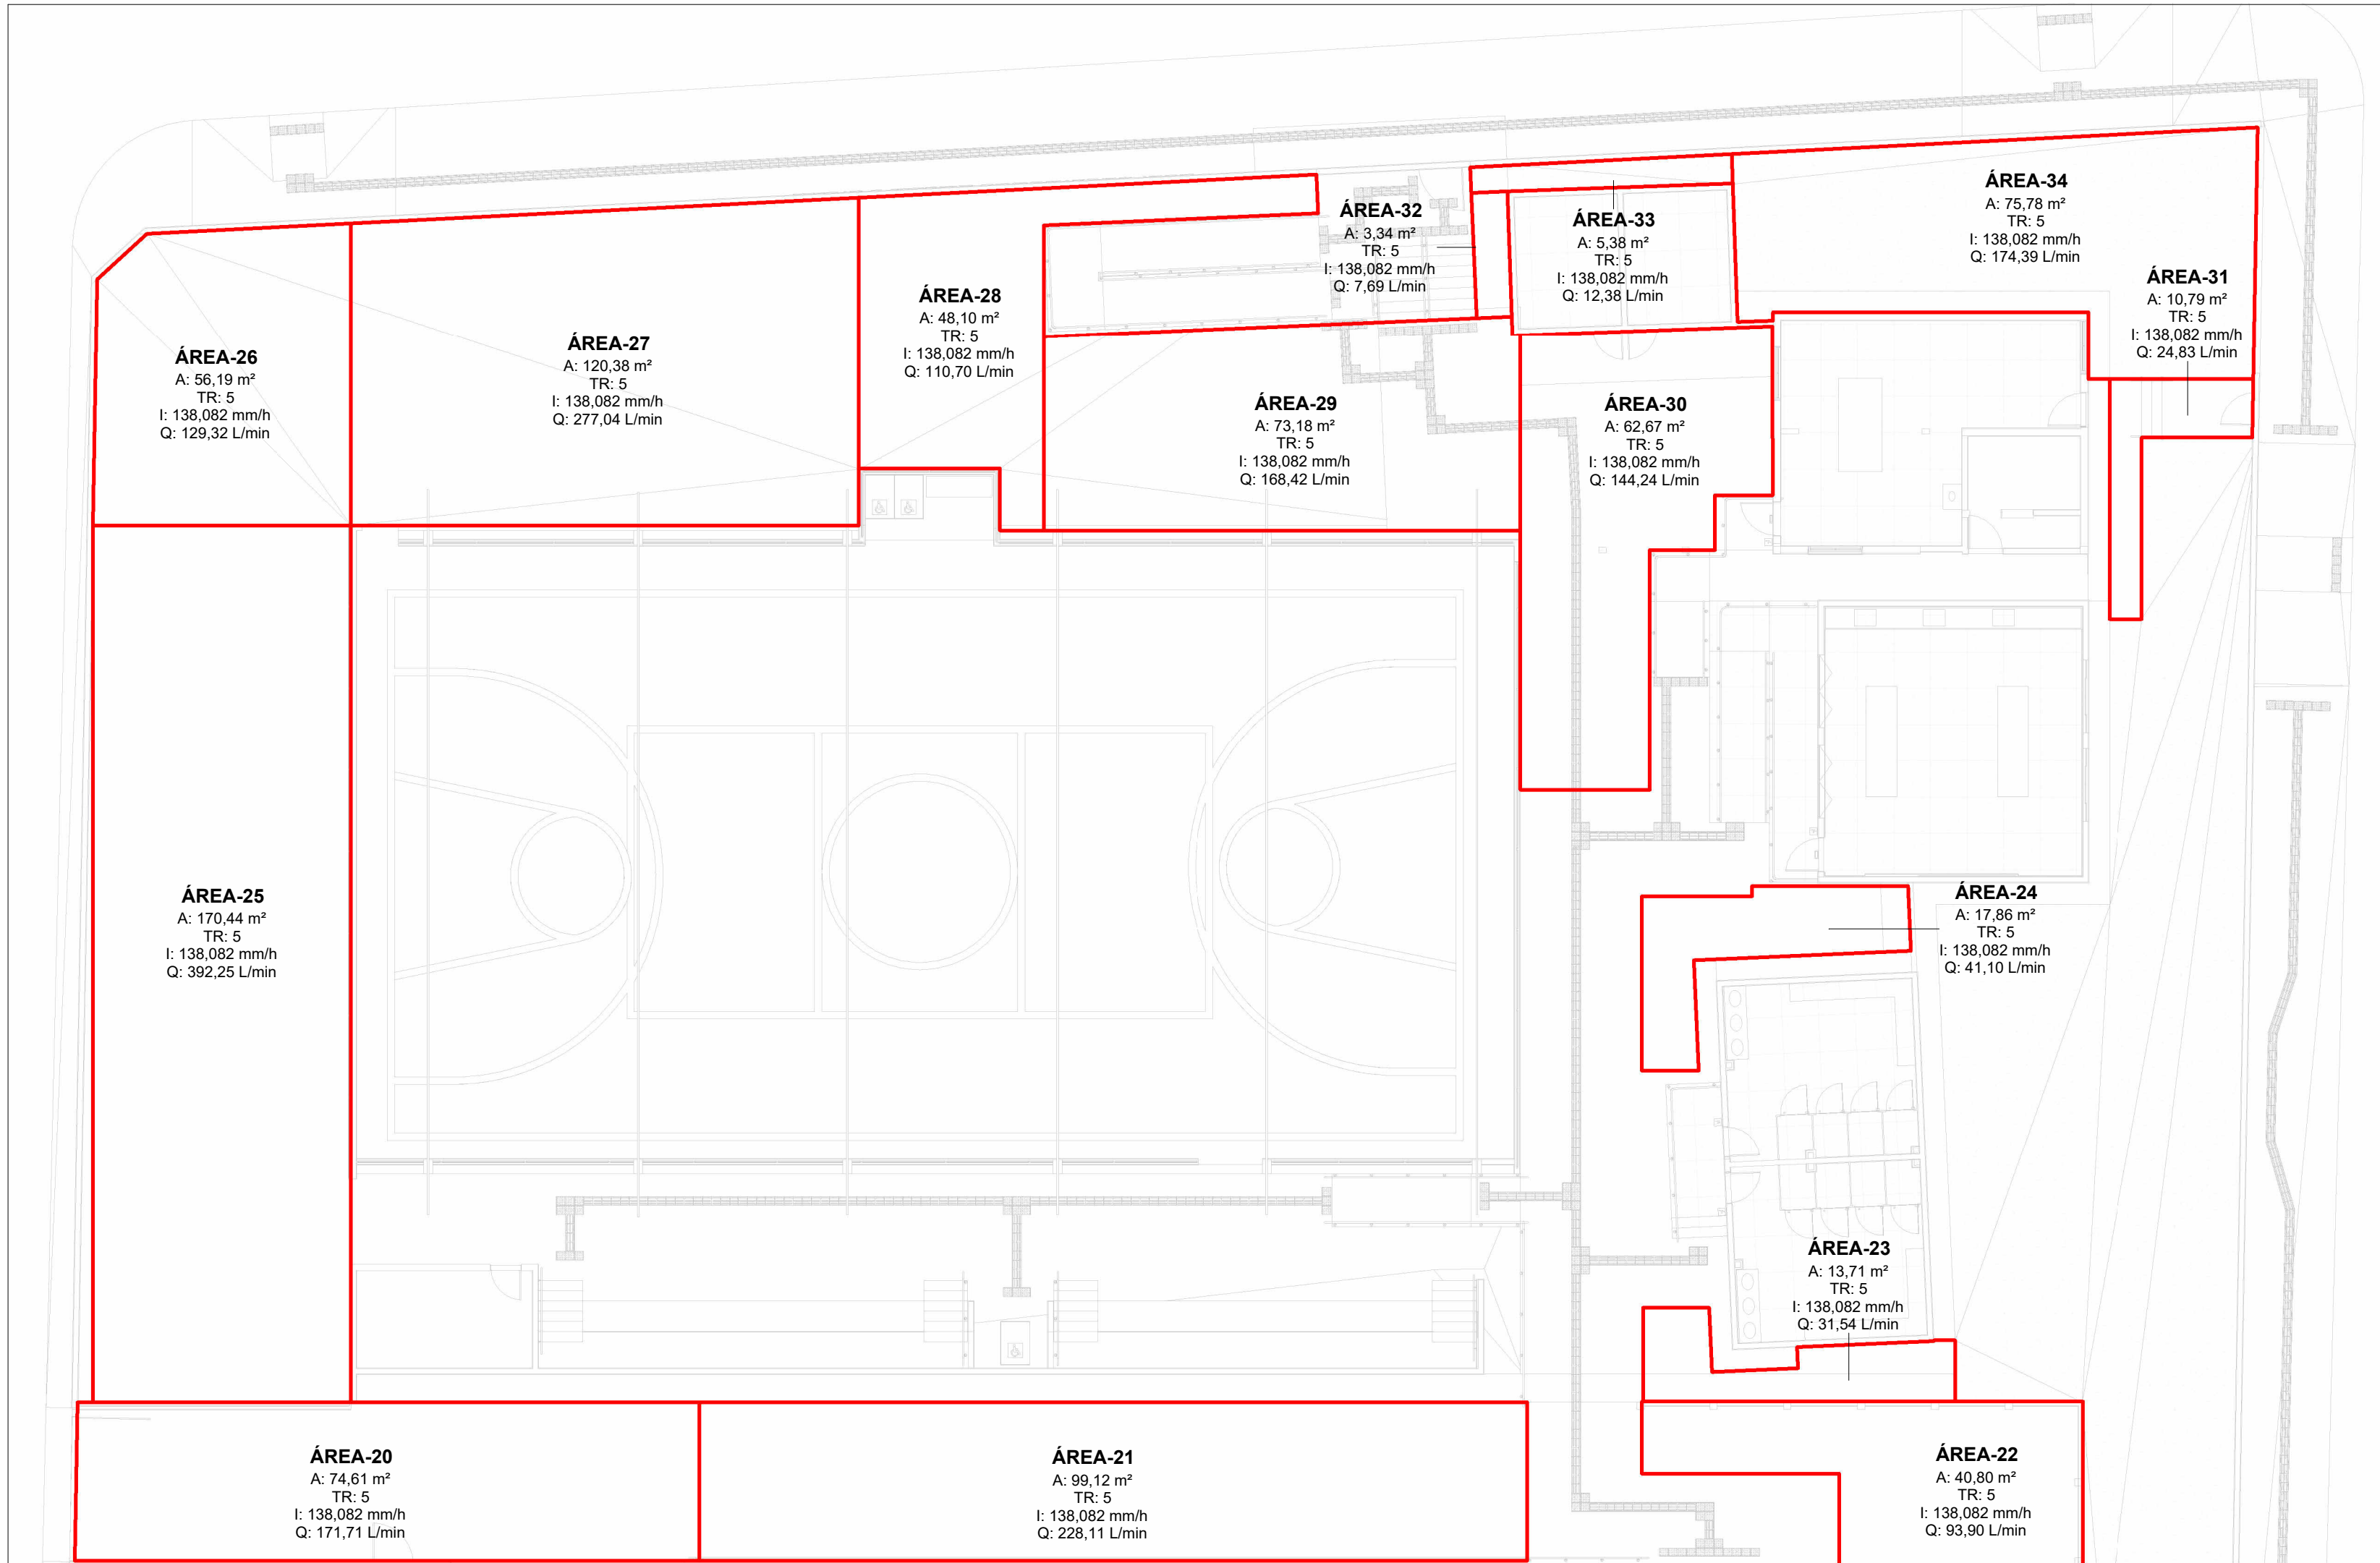 ÁREA-34
A: 75,78 m²
TR: 5
I: 138,082 mm/h
Q: 174,39 L/min
ÁREA-32
A: 3,34 m²
TR: 5
I: 138,082 mm/h
Q: 7,69 L/min
ÁREA-33
A: 5,38 m²
TR: 5
I: 138,082 mm/h
Q: 12,38 L/min
ÁREA-31
A: 10,79 m²
TR: 5
I: 138,082 mm/h
Q: 24,83 L/min
ÁREA-28
A: 48,10 m²
TR: 5
I: 138,082 mm/h
Q: 110,70 L/min
ÁREA-27
A: 120,38 m²
TR: 5
I: 138,082 mm/h
Q: 277,04 L/min
ÁREA-26
A: 56,19 m²
TR: 5
I: 138,082 mm/h
Q: 129,32 L/min
ÁREA-29
A: 73,18 m²
TR: 5
I: 138,082 mm/h
Q: 168,42 L/min
ÁREA-30
A: 62,67 m²
TR: 5
I: 138,082 mm/h
Q: 144,24 L/min
ÁREA-25
A: 170,44 m²
TR: 5
I: 138,082 mm/h
Q: 392,25 L/min
ÁREA-24
A: 17,86 m²
TR: 5
I: 138,082 mm/h
Q: 41,10 L/min
ÁREA-23
A: 13,71 m²
TR: 5
I: 138,082 mm/h
Q: 31,54 L/min
ÁREA-20
A: 74,61 m²
TR: 5
I: 138,082 mm/h
Q: 171,71 L/min
ÁREA-21
A: 99,12 m²
TR: 5
I: 138,082 mm/h
Q: 228,11 L/min
ÁREA-22
A: 40,80 m²
TR: 5
I: 138,082 mm/h
Q: 93,90 L/min